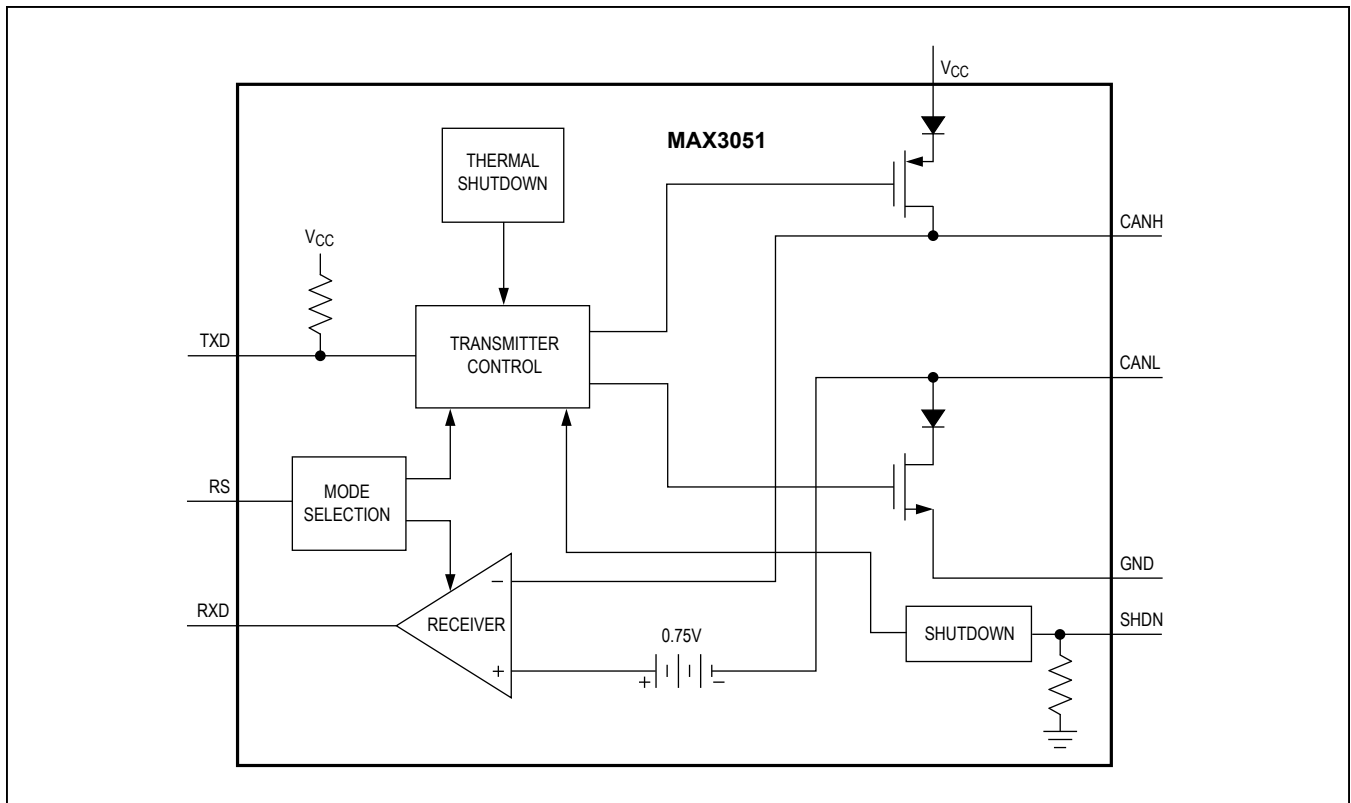 VCC
MAX3051
THERMAL
SHUTDOWN
VCC
CANH
TXD
TRANSMITTER
CONTROL
CANL
RS
MODE
SELECTION
GND
RXD
RECEIVER
−
+
0.75V
+
−
SHUTDOWN
SHDN